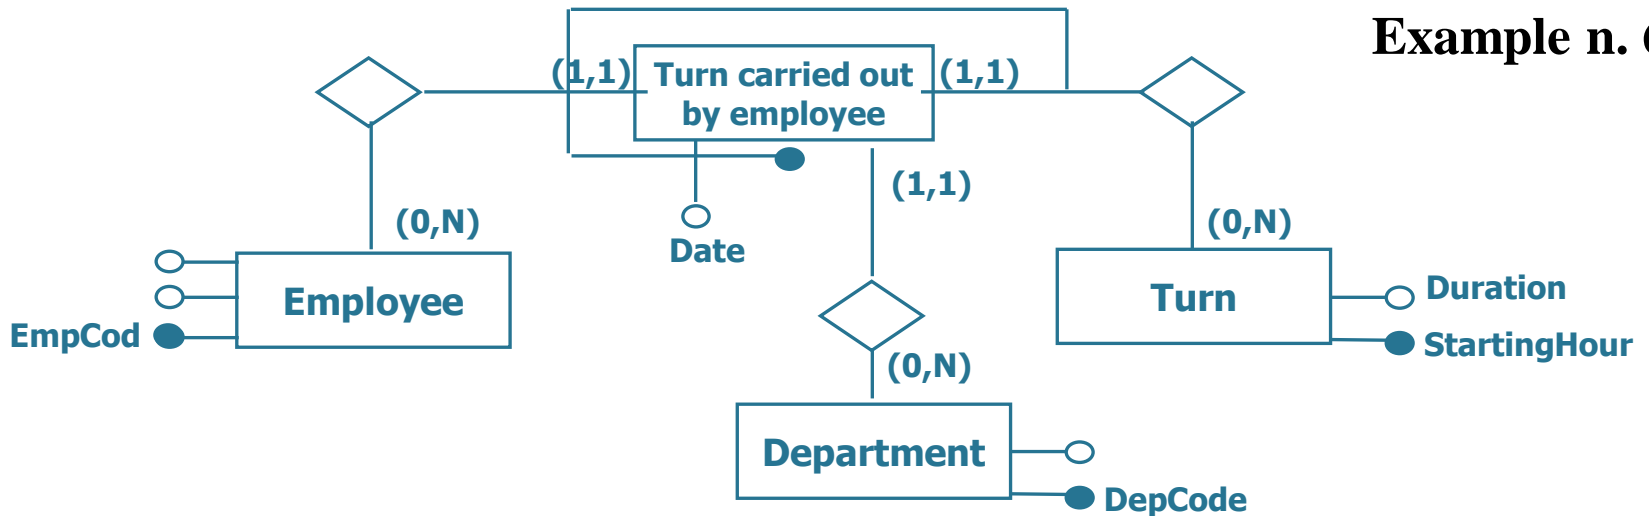 Example n.
(1,1)
Turn carried out
by employee
(1,1)
(1,1)
(0,N)
Date
(0,N)
Employee
EmpCod
Turn
Duration
StartingHour
(0,N)
Department
DepCode